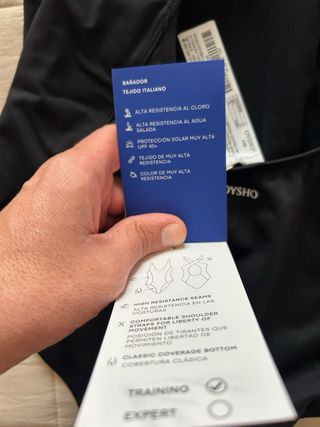 BAÑADOR
TEJIDO ITALIANO
ALTA RESISTENCIA AL CLORO
ALTA RESISTENCIA AL AGUA
SALADA
PROTECCIÓN SOLAR MUY ALTA
UPF 40+
TEJIDO DE MUY ALTA
RESISTENCIA
COLOR DE MUY ALTA
RESISTENCIA
OYSHO
HIGH RESISTANCE SEAMS
ALTA RESISTENCIA EN LAS
COSTURAS
COMFORTABLE SHOULDER
STRAPS FOR LIBERTY OF
MOVEMENT
POSICIÓN DE TIRANTES QUE
PERMITEN LIBERTAD DE
MOVIMIENTO
CLASSIC COVERAGE BOTTOM
COBERTURA CLÁSICA
TRAINING
EXPERT